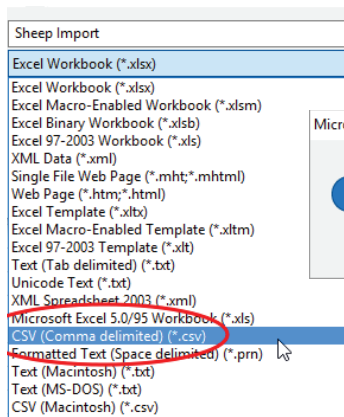 Sheep Import
Excel Workbook (*.xlsx)
Excel Workbook (*.xlsx)
Excel Macro-Enabled Workbook (*.xlsm)
Excel Binary Workbook (*.xlsb)
Excel 97-2003 Workbook (*.xls)
XML Data (*.xml)
Single File Web Page (*.mht;*.mhtml)
Web Page (*.htm;*.html)
Excel Template (*.xltx)
Excel Macro-Enabled Template (*.xltm)
Excel 97-2003 Template (*.xlt)
Text (Tab delimited) (*.txt)
Unicode Text (*.txt)
XML Spreadsheet 2003 (*.xml)
Microsoft Excel 5.0/95 Workbook (*.xls)
CSV (Comma delimited) (*.csv)
Formatted Text (Space delimited) (*.prn)
Text (Macintosh) (*.txt)
Text (MS-DOS) (*.txt)
CSV (Macintosh) (*.csv)
Micr